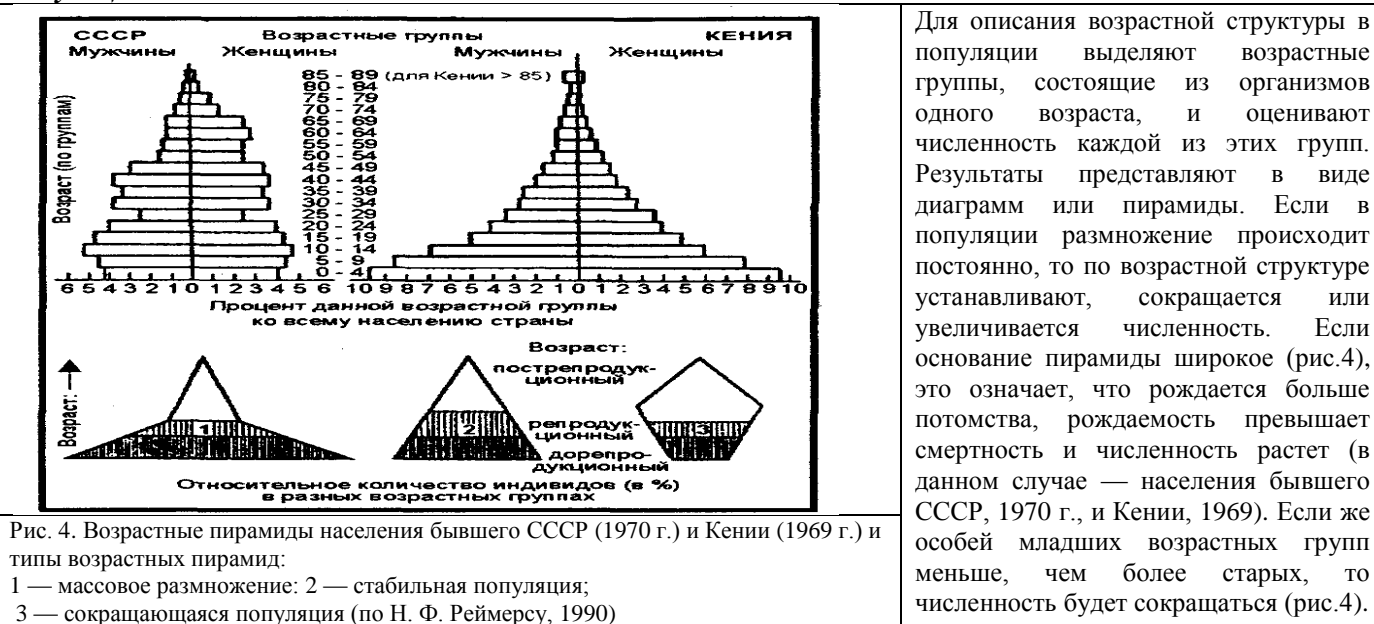 СССР Возрастные группы КЕНИЯ
Мужчины Женщины Мужчины Женщины
85 - 89 (для Кении > 85)
80 - 84
75 - 79
70 - 74
65 - 69
60 - 64
55 - 59
50 - 54
45 - 49
40 - 44
35 - 39
30 - 34
25 - 29
20 - 24
15 - 19
10 - 14
5 - 9
0 - 4
Возраст (по группам)
6 5 4 3 2 1 0 1 2 3 4 5 6
10 9 8 7 6 5 4 3 2 1 0 1 2 3 4 5 6 7 8 9 10
Процент данной возрастной группы
ко всему населению страны
Возраст:
Возраст:
пострепродук-
ционный
репродук-
ционный
дорепро-
дукционный
1
2
3
Относительное количество индивидов (в %)
в разных возрастных группах
Рис. 4. Возрастные пирамиды населения бывшего СССР (1970 г.) и Кении (1969 г.) и
типы возрастных пирамид:
1 — массовое размножение: 2 — стабильная популяция;
3 — сокращающаяся популяция (по Н. Ф. Реймерсу, 1990)
Для описания возрастной структуры в
популяции выделяют возрастные
группы, состоящие из организмов
одного возраста, и оценивают
численность каждой из этих групп.
Результаты представляют в виде
диаграмм или пирамиды. Если в
популяции размножение происходит
постоянно, то по возрастной структуре
устанавливают, сокращается или
увеличивается численность. Если
основание пирамиды широкое (рис.4),
это означает, что рождается больше
потомства, рождаемость превышает
смертность и численность растет (в
данном случае — населения бывшего
СССР, 1970 г., и Кении, 1969). Если же
особей младших возрастных групп
меньше, чем более старых, то
численность будет сокращаться (рис.4).